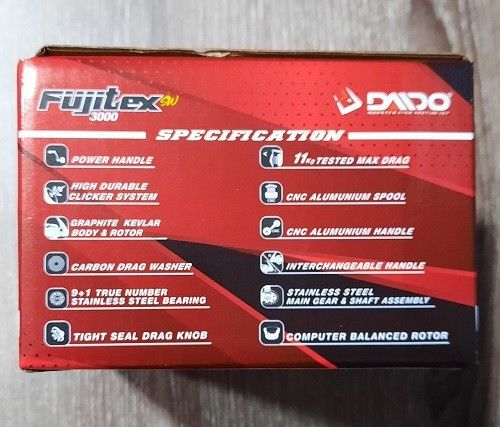 Fujitex SW
3000
DAIDO
SPECIFICATION
POWER HANDLE
HIGH DURABLE
CLICKER SYSTEM
GRAPHITE KEVLAR
BODY & ROTOR
CARBON DRAG WASHER
9+1 TRUE NUMBER
STAINLESS STEEL BEARING
TIGHT SEAL DRAG KNOB
11KG TESTED MAX DRAG
CNC
CNC ALUMUNIUM SPOOL
CNC
CNC ALUMUNIUM HANDLE
INTERCHANGEABLE HANDLE
STAINLESS STEEL
MAIN GEAR & SHAFT ASSEMBLY
COMPUTER BALANCED ROTOR